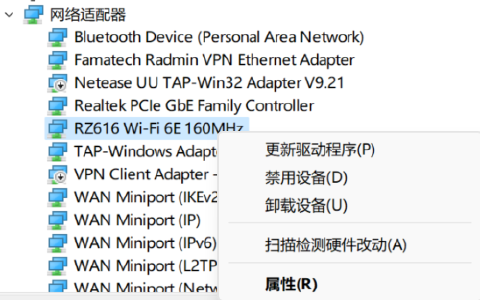 网络适配器
Bluetooth Device (Personal Area Network)
Famatech Radmin VPN Ethernet Adapter
Netease UU TAP-Win32 Adapter V9.21
Realtek PCIe GbE Family Controller
RZ616 Wi-Fi 6E 160MHz
TAP-Windows Adapt
VPN Client Adapter -
WAN Miniport (IKEv2
WAN Miniport (IP)
WAN Miniport (IPv6)
WAN Miniport (L2TP
WAN Miniport (Netw
更新驱动程序(P)
禁用设备(D)
卸载设备(U)
扫描检测硬件改动(A)
属性(R)